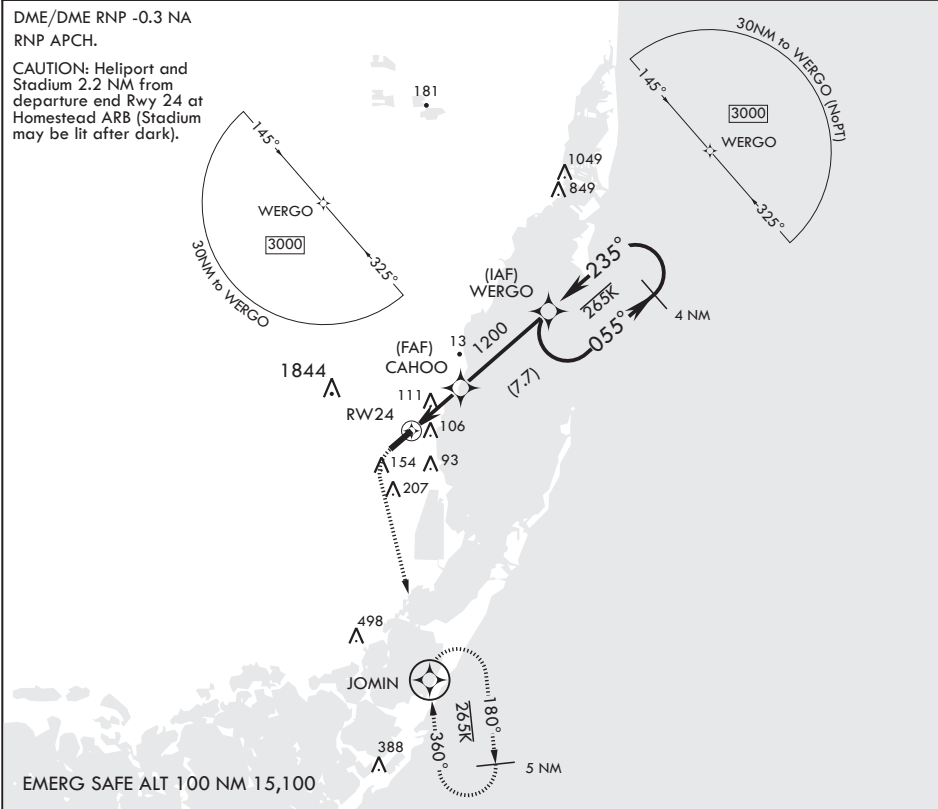 DME/DME RNP -0.3 NA
RNP APCH.
CAUTION: Heliport and
Stadium 2.2 NM from
departure end Rwy 24 at
Homestead ARB (Stadium
may be lit after dark).
181
30NM to WERGO (NoPT)
145°
3000
WERGO
325°
145°
WERGO
3000
325°
30NM to WERGO
1049
849
(IAF)
WERGO
235°
265K
055°
4 NM
1200
(7.7)
13
(FAF)
CAHOO
1844
111
RW24
106
154
93
207
498
JOMIN
265K
180°
360°
5 NM
388
EMERG SAFE ALT 100 NM 15,100